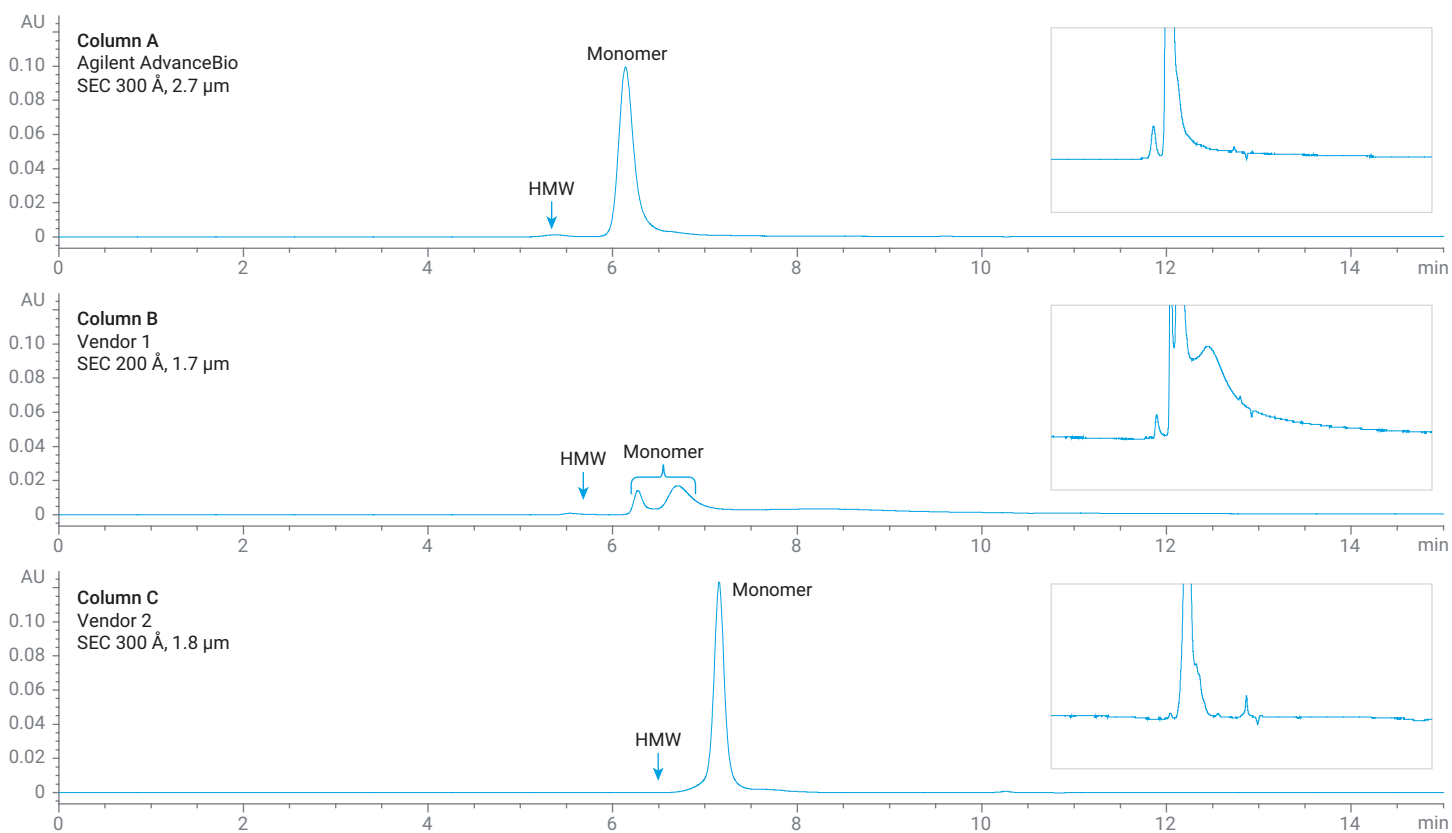 AU
Column A
Agilent AdvanceBio
SEC 300 Å, 2.7 µm
Monomer
HMW
0.10
0.08
0.06
0.04
0.02
0
0 2 4 6 8 10 12 14 min
AU
Column B
Vendor 1
SEC 200 Å, 1.7 µm
HMW
Monomer
0.10
0.08
0.06
0.04
0.02
0
0 2 4 6 8 10 12 14 min
AU
Column C
Vendor 2
SEC 300 Å, 1.8 µm
Monomer
HMW
0.10
0.08
0.06
0.04
0.02
0
0 2 4 6 8 10 12 14 min